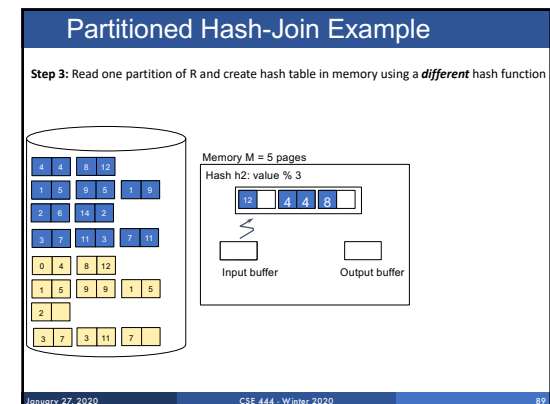 Partitioned Hash-Join Example
Step 3: Read one partition of R and create hash table in memory using a different hash function
Memory M = 5 pages
Hash h2: value % 3
12 4 4 8
Input buffer Output buffer
4 4 8 12
1 5 9 5 1 9
2 6 14 2
3 7 11 3 7 11
0 4 8 12
1 5 9 9 1 5
2
3 7 3 11 7
January 27, 2020 CSE 444 - Winter 2020 89